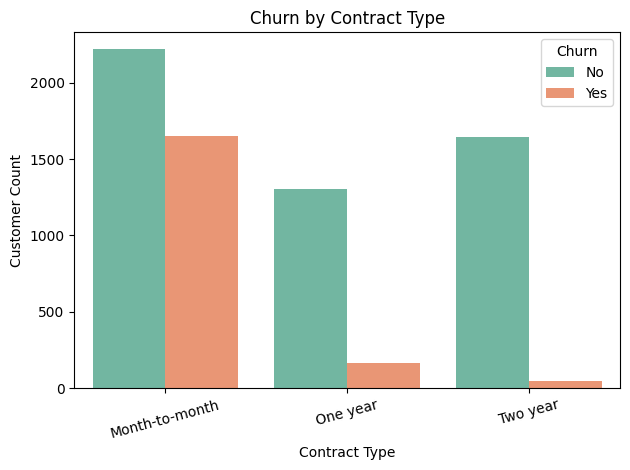 Churn by Contract Type
Churn
No
Yes
Customer Count
2000
1500
1000
500
0
Month-to-month
One year
Two year
Contract Type